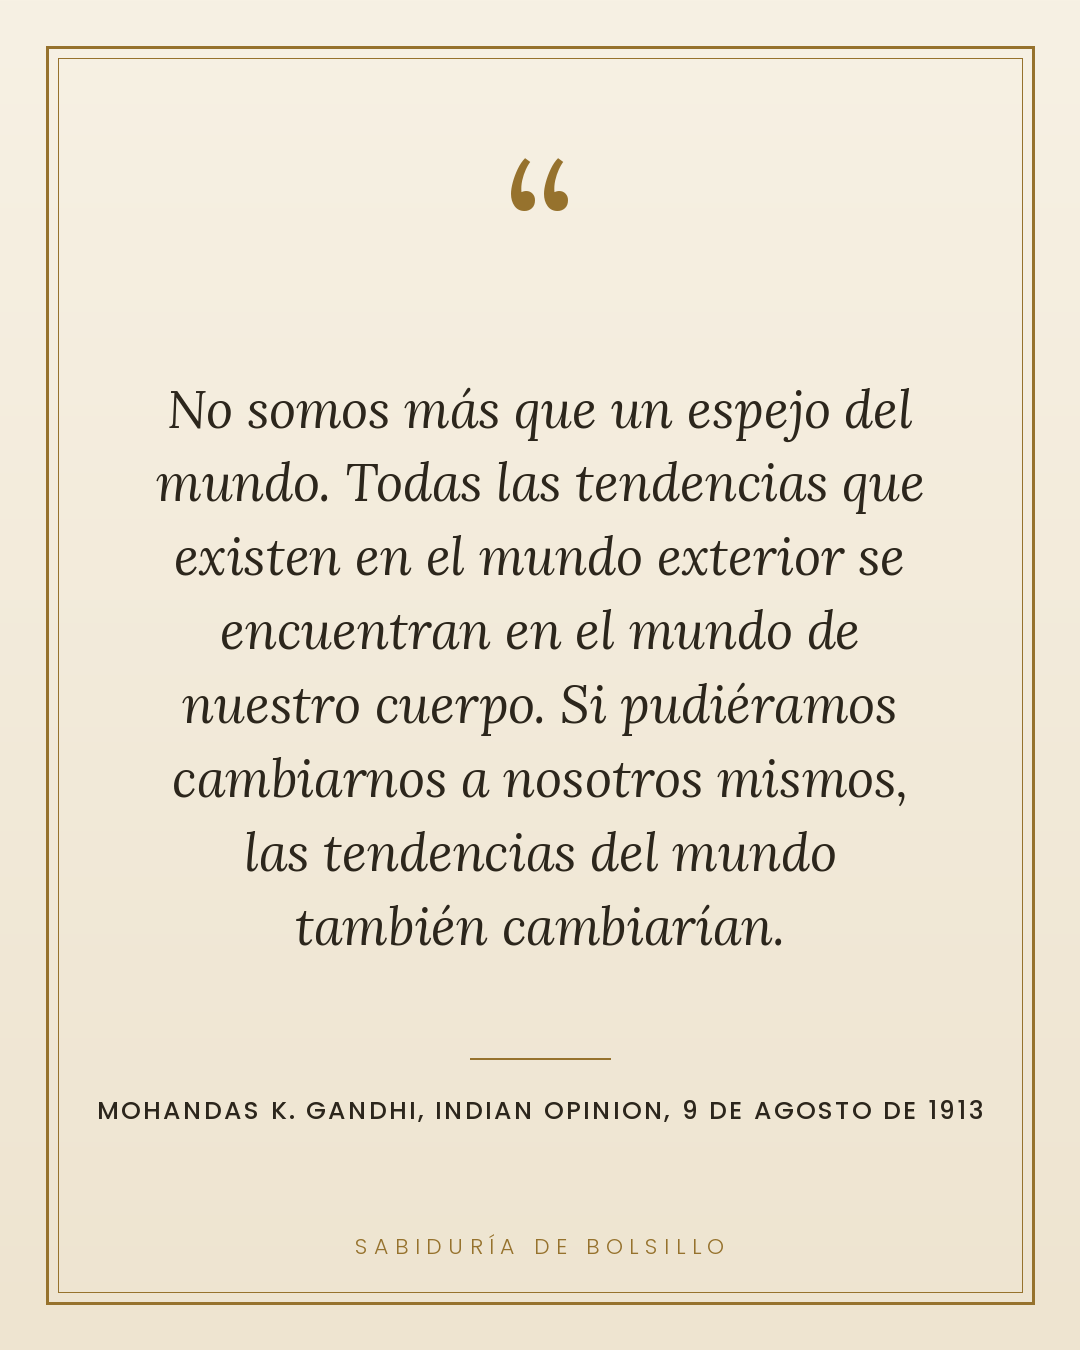 “
No somos más que un espejo del
mundo. Todas las tendencias que
existen en el mundo exterior se
encuentran en el mundo de
nuestro cuerpo. Si pudiéramos
cambiarnos a nosotros mismos,
las tendencias del mundo
también cambiarían.
MOHANDAS K. GANDHI, INDIAN OPINION, 9 DE AGOSTO DE 1913
SABIDURÍA DE BOLSILLO